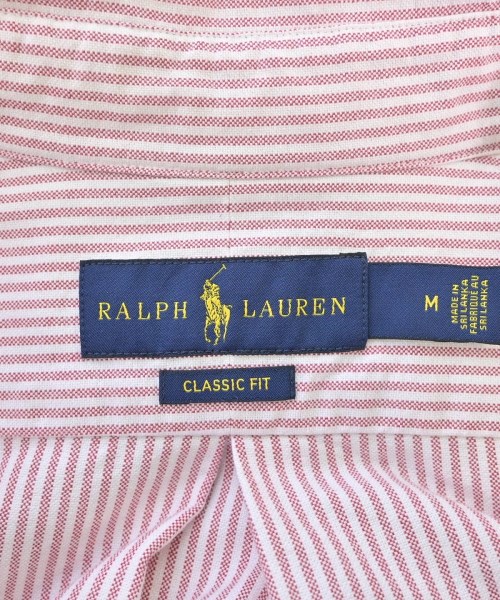 RALPH LAUREN
M
MADE IN
SRI LANKA
FABRIQUE AU
SRI LANKA
CLASSIC FIT